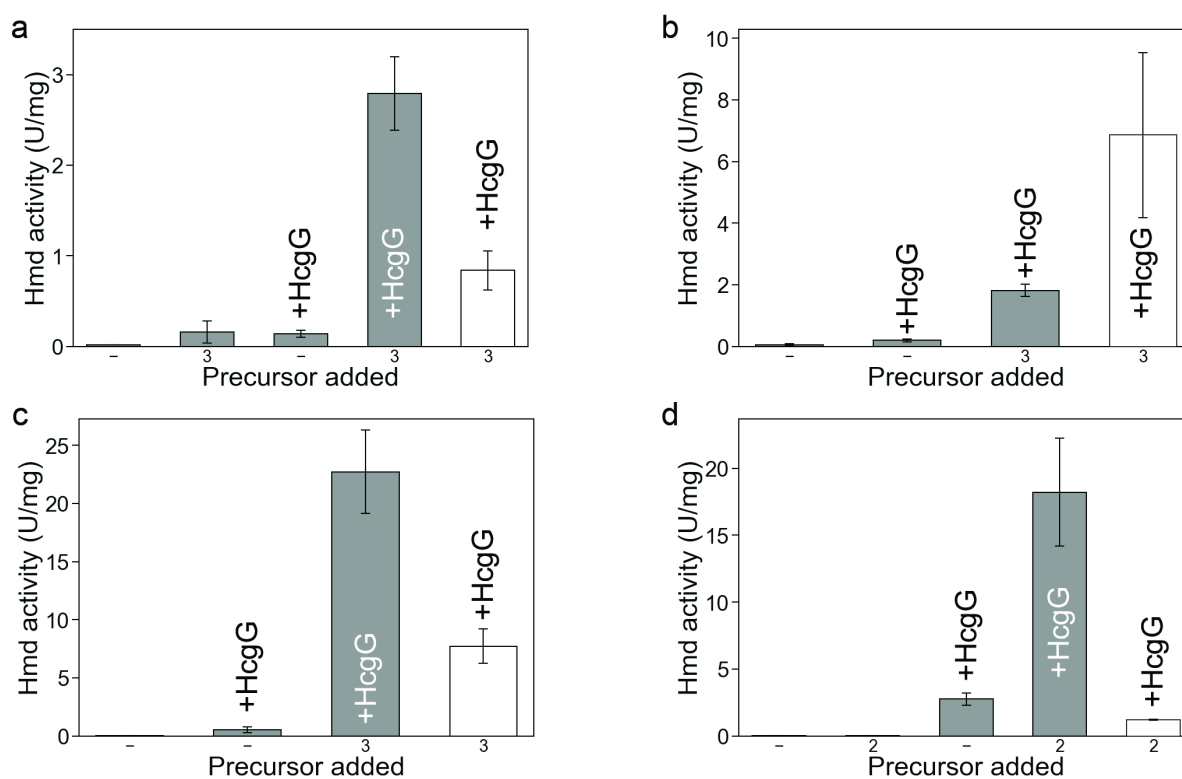 a
Hmd activity (U/mg)
3
2
1
0
+HcgG
+HcgG
+HcgG
– 3 – 3 3
Precursor added
b
Hmd activity (U/mg)
10
8
6
4
2
0
+HcgG
+HcgG
+HcgG
– – 3 3
Precursor added
c
Hmd activity (U/mg)
25
20
15
10
5
0
+HcgG
+HcgG
+HcgG
– – 3 3
Precursor added
d
Hmd activity (U/mg)
20
15
10
5
0
+HcgG
+HcgG
+HcgG
– 2 – 2 2
Precursor added